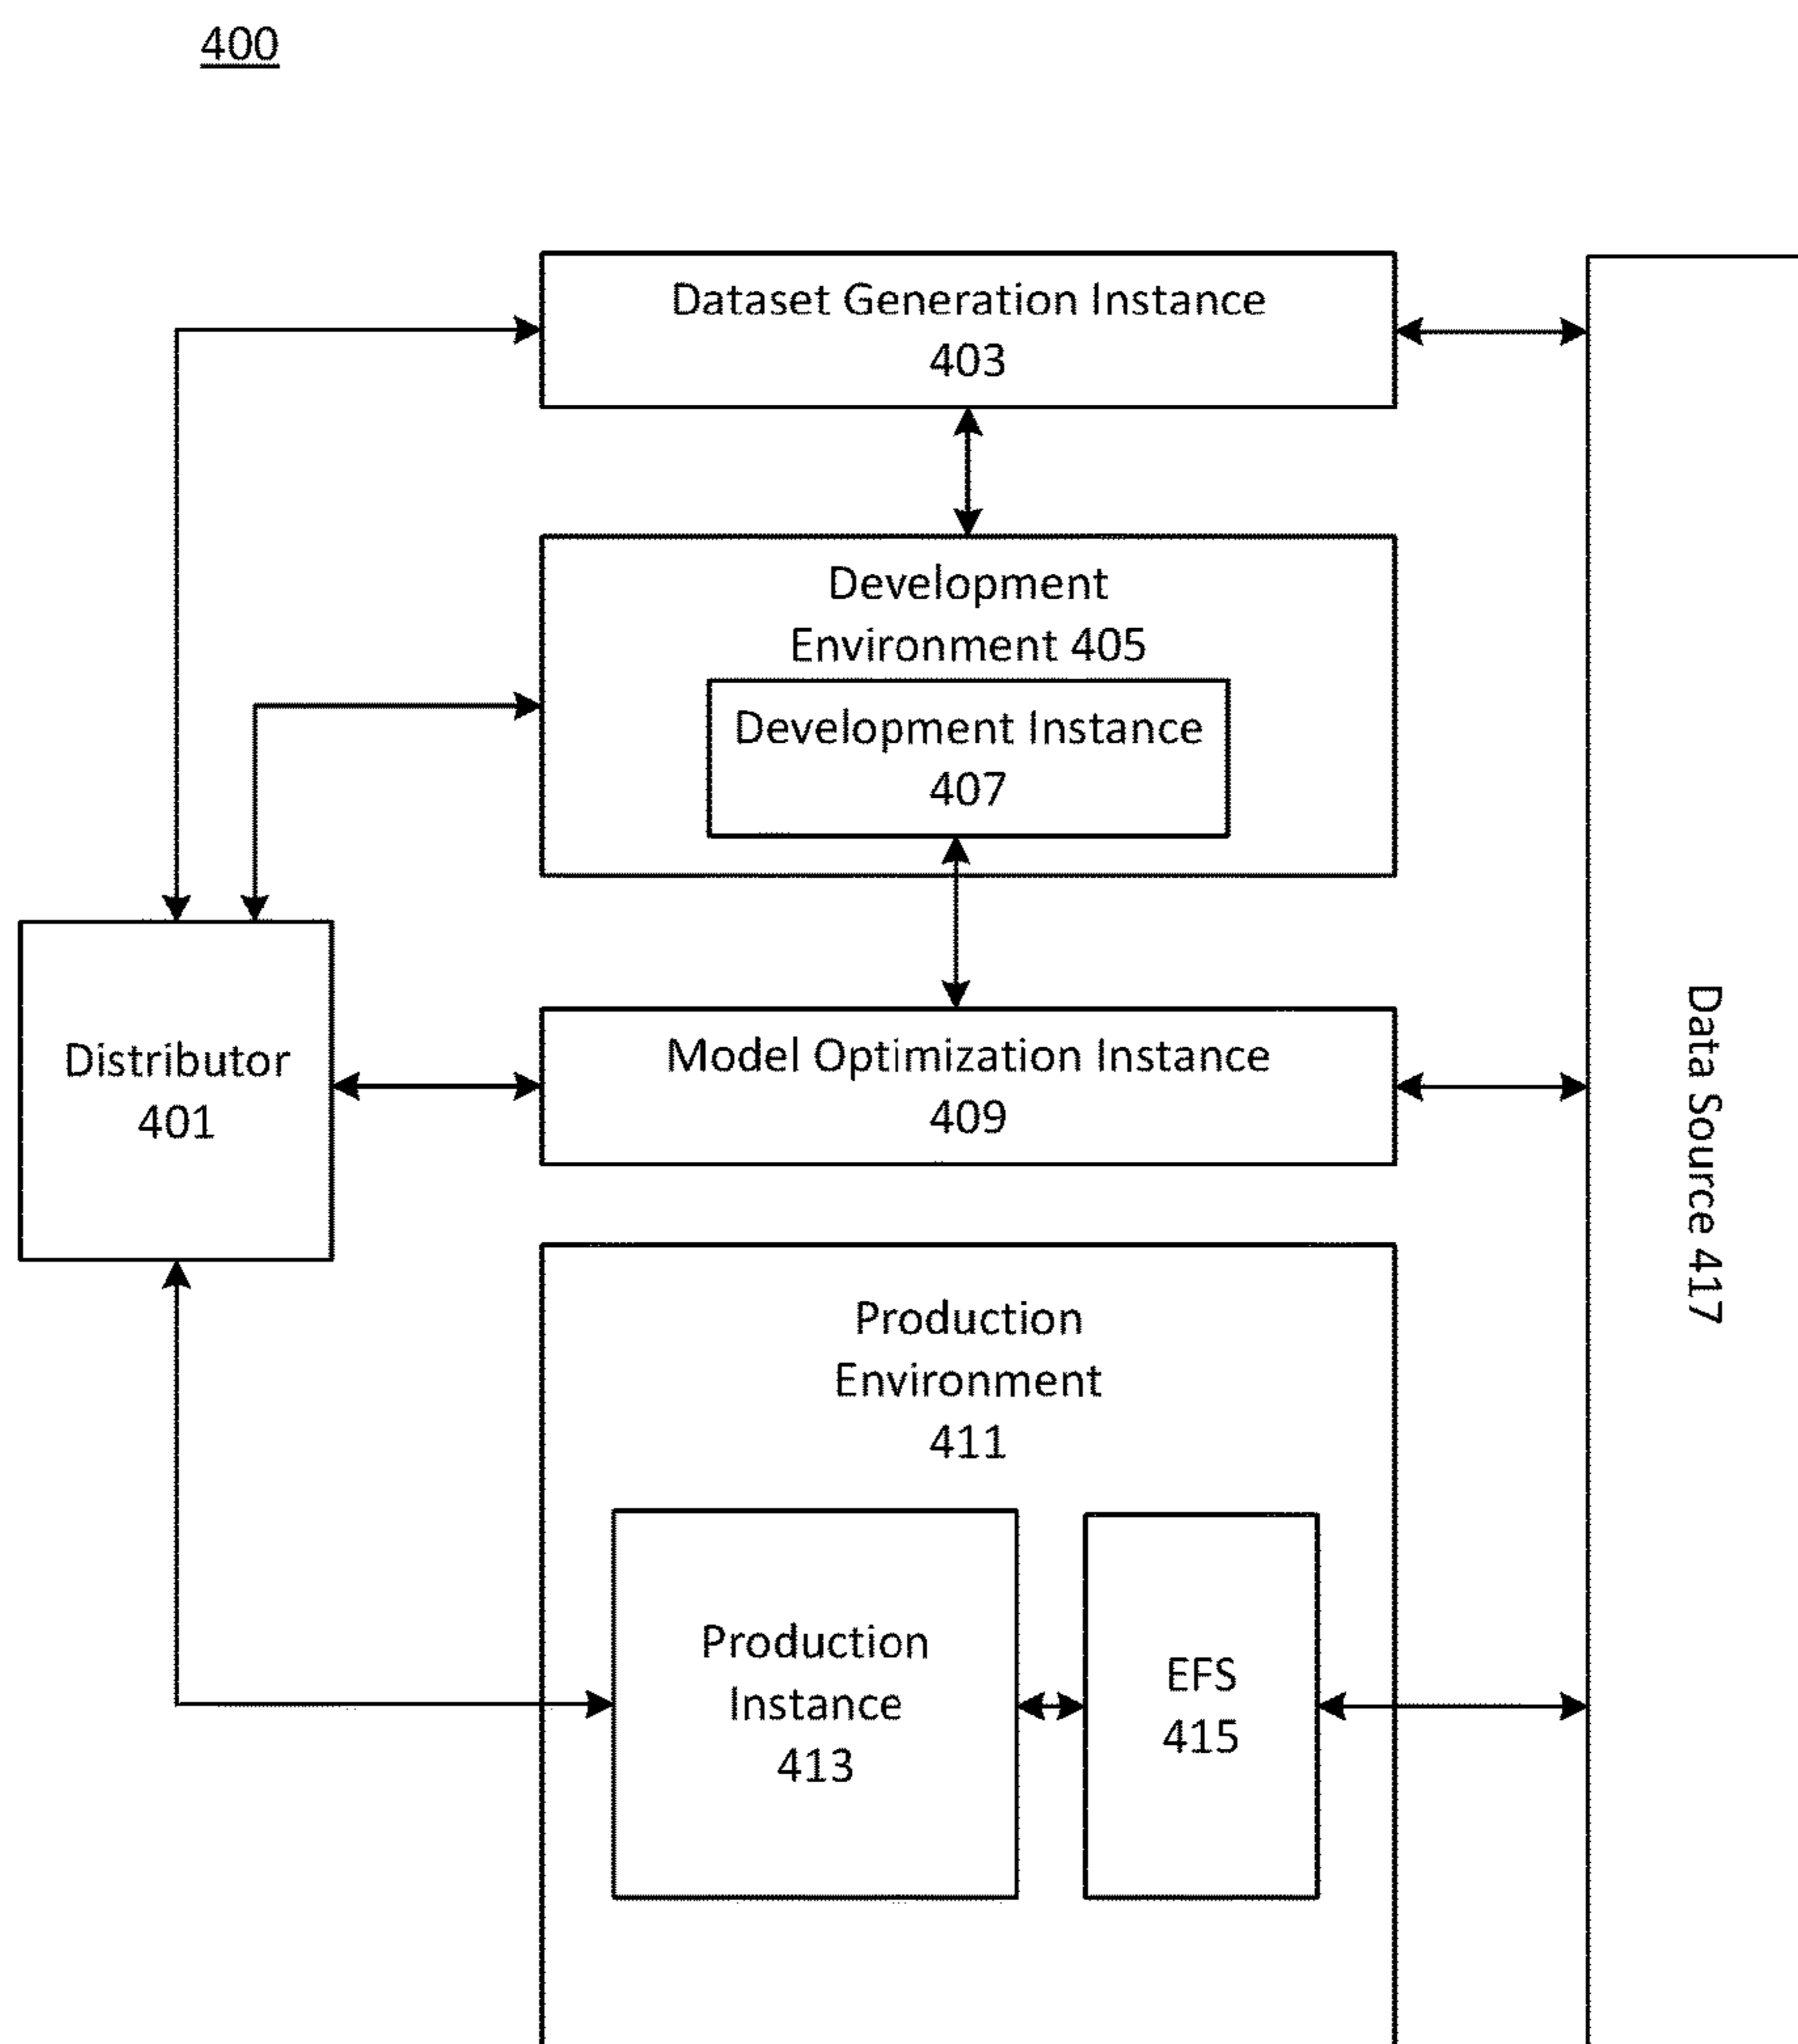 400
Dataset Generation Instance
403
Development
Environment 405
Development Instance
407
Distributor
401
Model Optimization Instance
409
Data Source 417
Production
Environment
411
Production
Instance
413
EFS
415